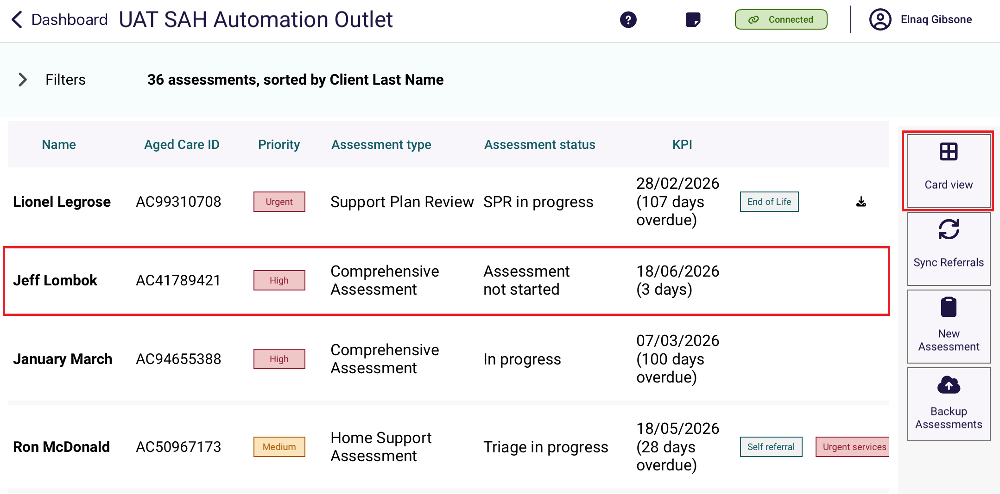 Dashboard UAT SAH Automation Outlet
Connected
Elnaq Gibsone
Filters
36 assessments, sorted by Client Last Name
Name Aged Care ID Priority Assessment type Assessment status KPI
Lionel Legrose AC99310708 Urgent Support Plan Review SPR in progress
28/02/2026
(107 days
overdue)
End of Life
Jeff Lombok AC41789421 High
Comprehensive
Assessment
Assessment
not started
18/06/2026
(3 days)
January March AC94655388 High
Comprehensive
Assessment
In progress
07/03/2026
(100 days
overdue)
Ron McDonald AC50967173 Medium
Home Support
Assessment
Triage in progress
18/05/2026
(28 days
overdue)
Self referral
Urgent services
Card view
Sync Referrals
New
Assessment
Backup
Assessments